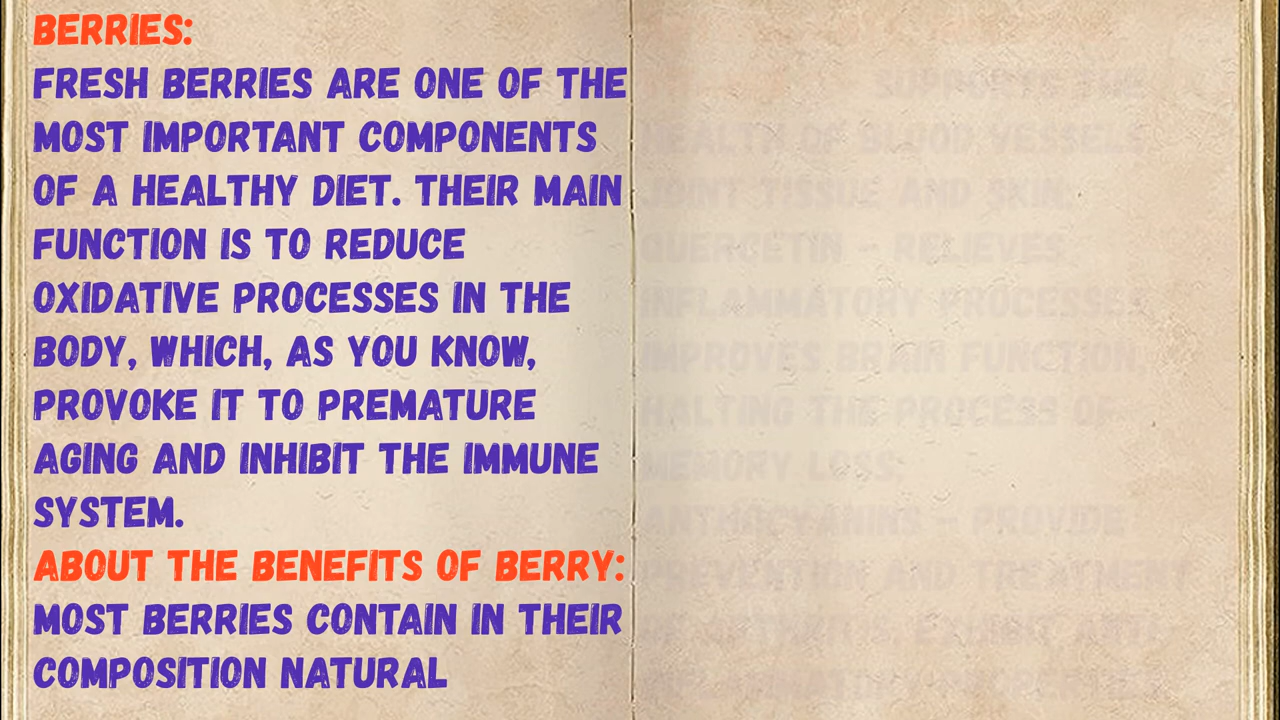 BERRIES:
FRESH BERRIES ARE ONE OF THE
MOST IMPORTANT COMPONENTS
OF A HEALTHY DIET. THEIR MAIN
FUNCTION IS TO REDUCE
OXIDATIVE PROCESSES IN THE
BODY, WHICH, AS YOU KNOW,
PROVOKE IT TO PREMATURE
AGING AND INHIBIT THE IMMUNE
SYSTEM.
ABOUT THE BENEFITS OF BERRY:
MOST BERRIES CONTAIN IN THEIR
COMPOSITION NATURAL
SUPPORTS THE
HEALTH OF BLOOD VESSELS,
JOINT TISSUE AND SKIN;
QUERCETIN – RELIEVES
INFLAMMATORY PROCESSES,
IMPROVES BRAIN FUNCTION,
HALTING THE PROCESS OF
MEMORY LOSS;
ANTHOCYANINS – PROVIDE
PREVENTION AND TREATMENT